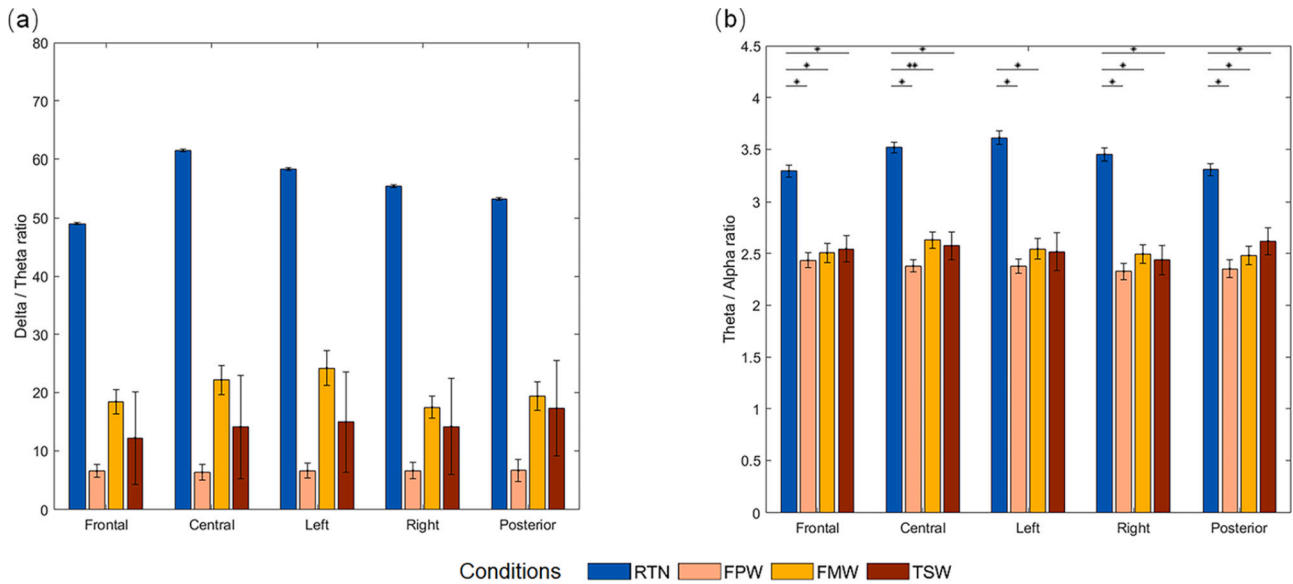 (a)
Delta / Theta ratio
80
70
60
50
40
30
20
10
0
Frontal Central Left Right Posterior
(b)
Theta / Alpha ratio
4.5
4
3.5
3
2.5
2
1.5
1
0.5
0
* * * * *
* ** * * *
* * * *
Frontal Central Left Right Posterior
Conditions RTN FPW FMW TSW